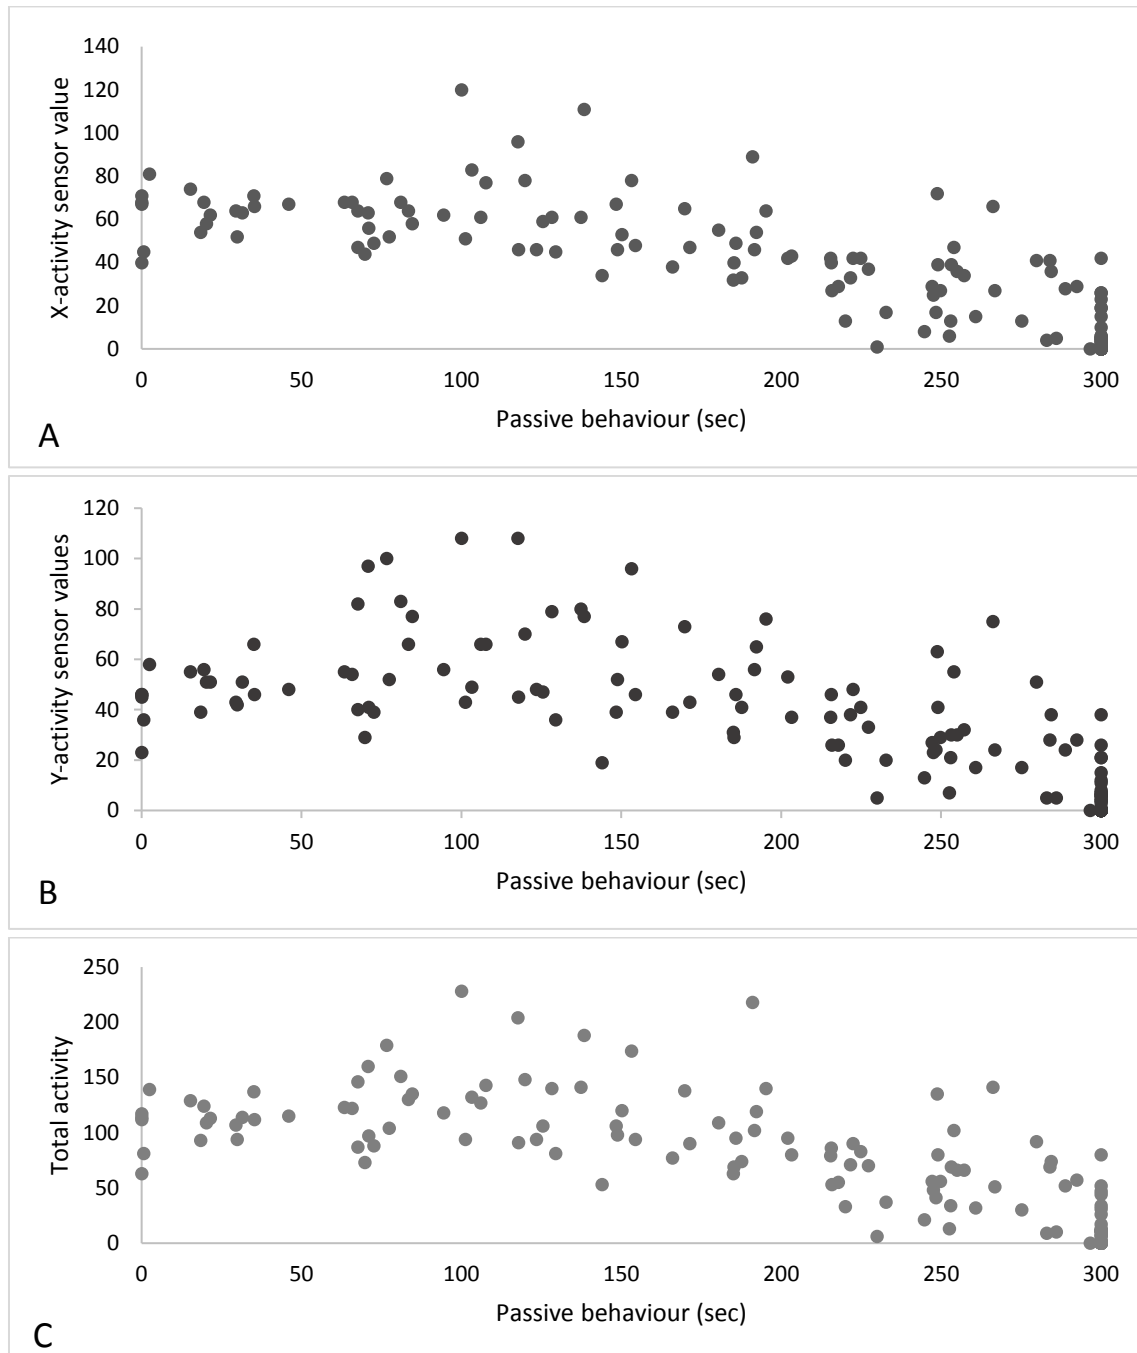 140
120
100
80
60
40
20
0
X-activity sensor value
0 50 100 150 200 250 300
Passive behaviour (sec)
A
120
100
80
60
40
20
0
Y-activity sensor values
0 50 100 150 200 250 300
Passive behaviour (sec)
B
250
200
150
100
50
0
Total activity
0 50 100 150 200 250 300
Passive behaviour (sec)
C